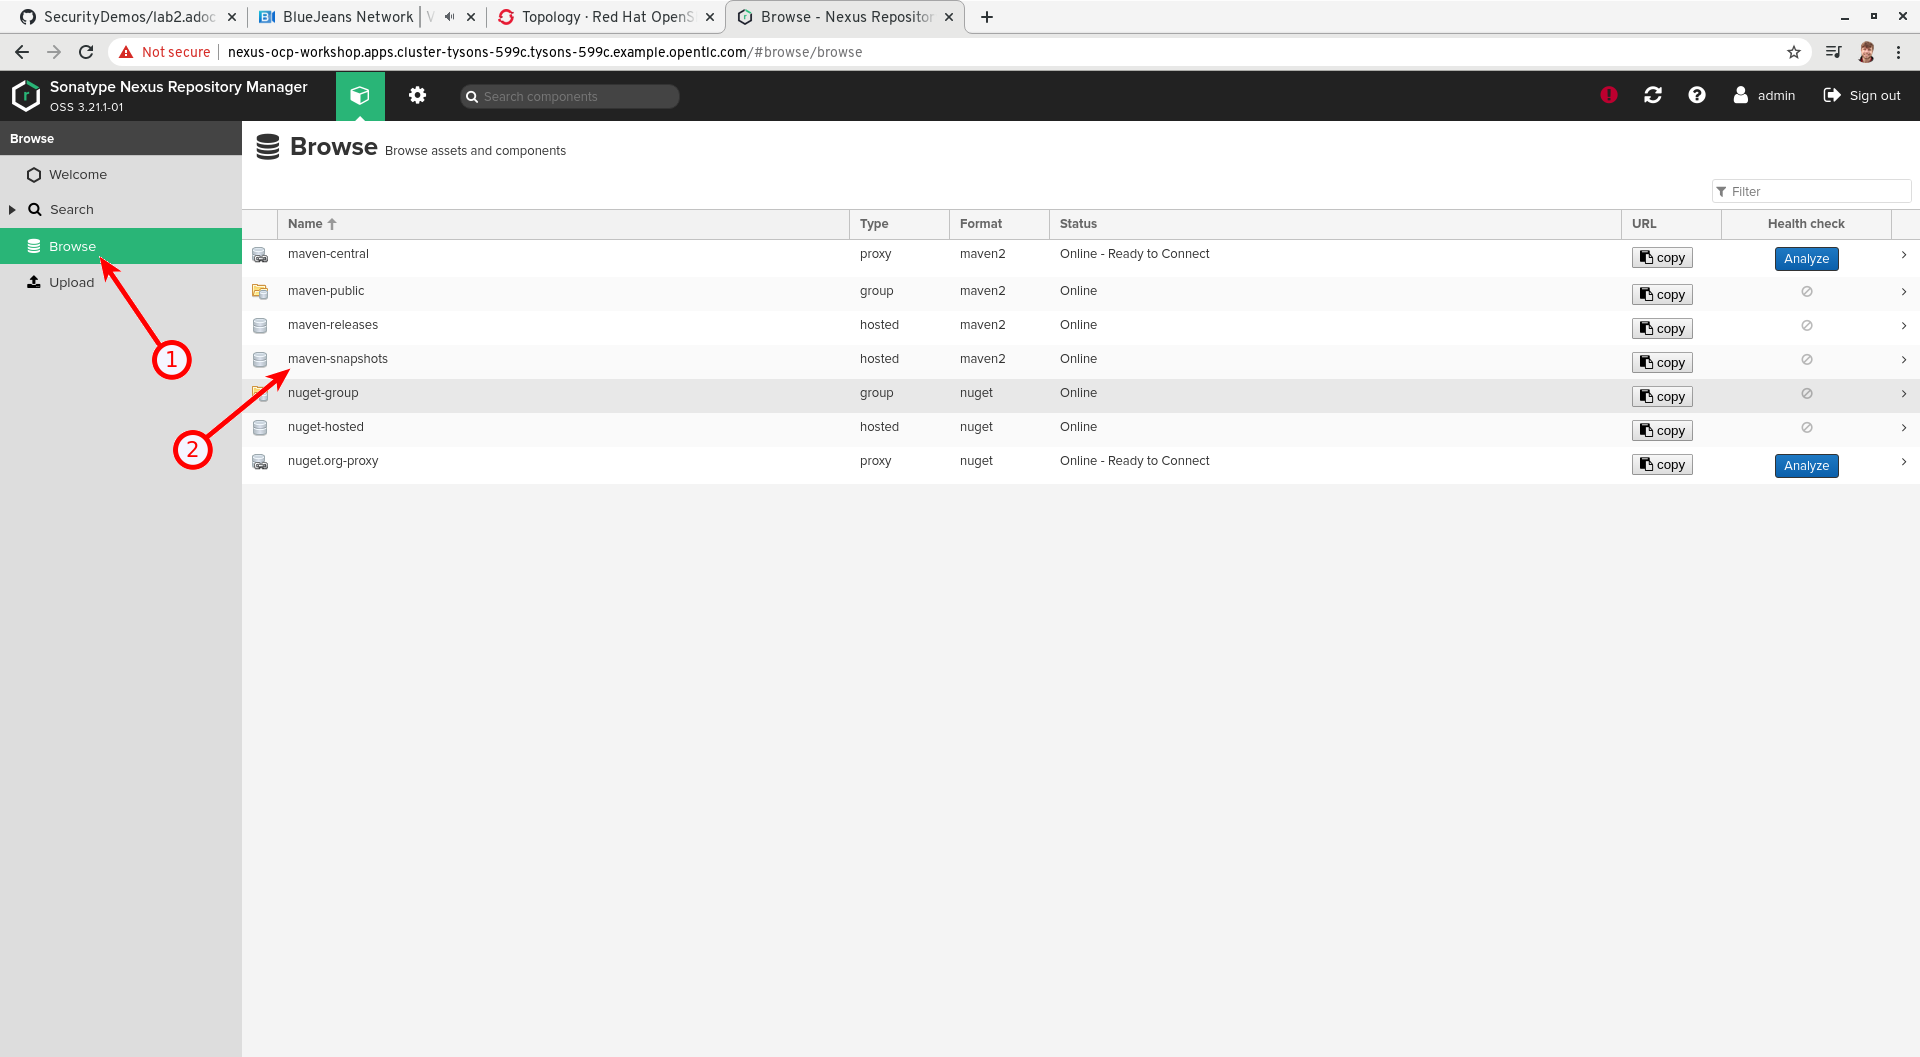 SecurityDemos/lab2.adoc
BlueJeans Network
Topology · Red Hat OpenS
Browse - Nexus Repositor
Not secure
nexus-ocp-workshop.apps.cluster-tysons-599c.tysons-599c.example.opentlc.com/#browse/browse
Sonatype Nexus Repository Manager
OSS 3.21.1-01
Search components
admin
Sign out
Browse
Welcome
Search
Browse
Upload
1
2
Browse Browse assets and components
Filter
Name Type Format Status URL Health check
maven-central proxy maven2 Online - Ready to Connect copy Analyze
maven-public group maven2 Online copy
maven-releases hosted maven2 Online copy
maven-snapshots hosted maven2 Online copy
nuget-group group nuget Online copy
nuget-hosted hosted nuget Online copy
nuget.org-proxy proxy nuget Online - Ready to Connect copy Analyze